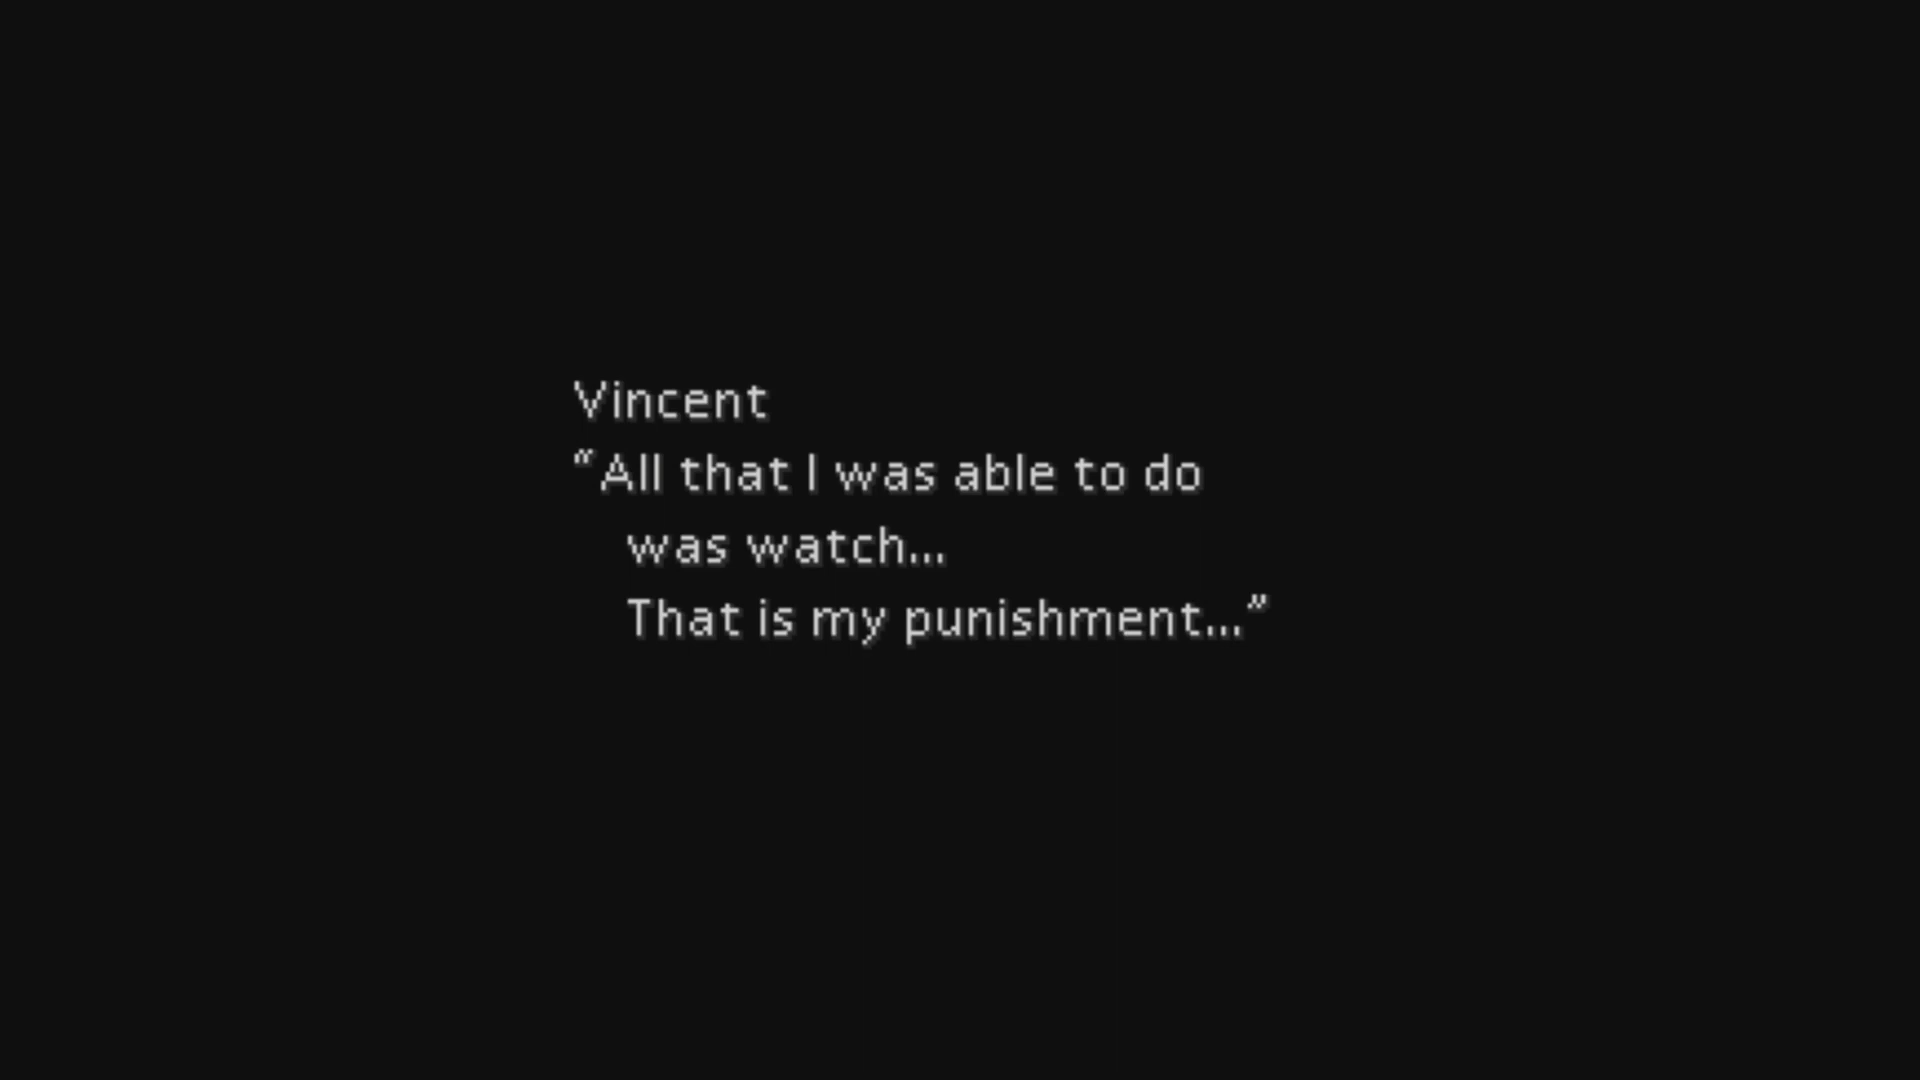 Vincent
“All that I was able to do
was watch...
That is my punishment...”